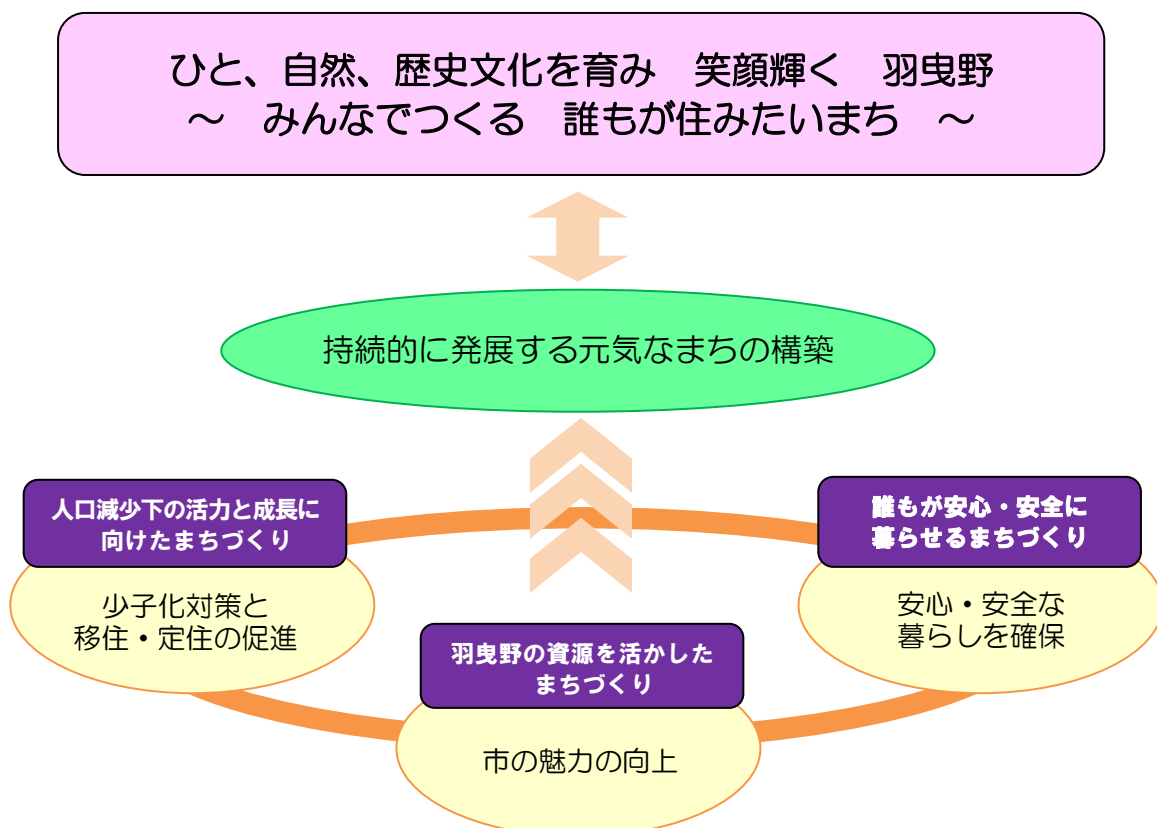 ひと、自然、歴史文化を育み　笑顔輝く　羽曳野
～　みんなでつくる　誰もが住みたいまち　～
持続的に発展する元気なまちの構築
人口減少下の活力と成長に
向けたまちづくり
少子化対策と
移住・定住の促進
羽曳野の資源を活かした
まちづくり
市の魅力の向上
誰もが安心・安全に
暮らせるまちづくり
安心・安全な
暮らしを確保